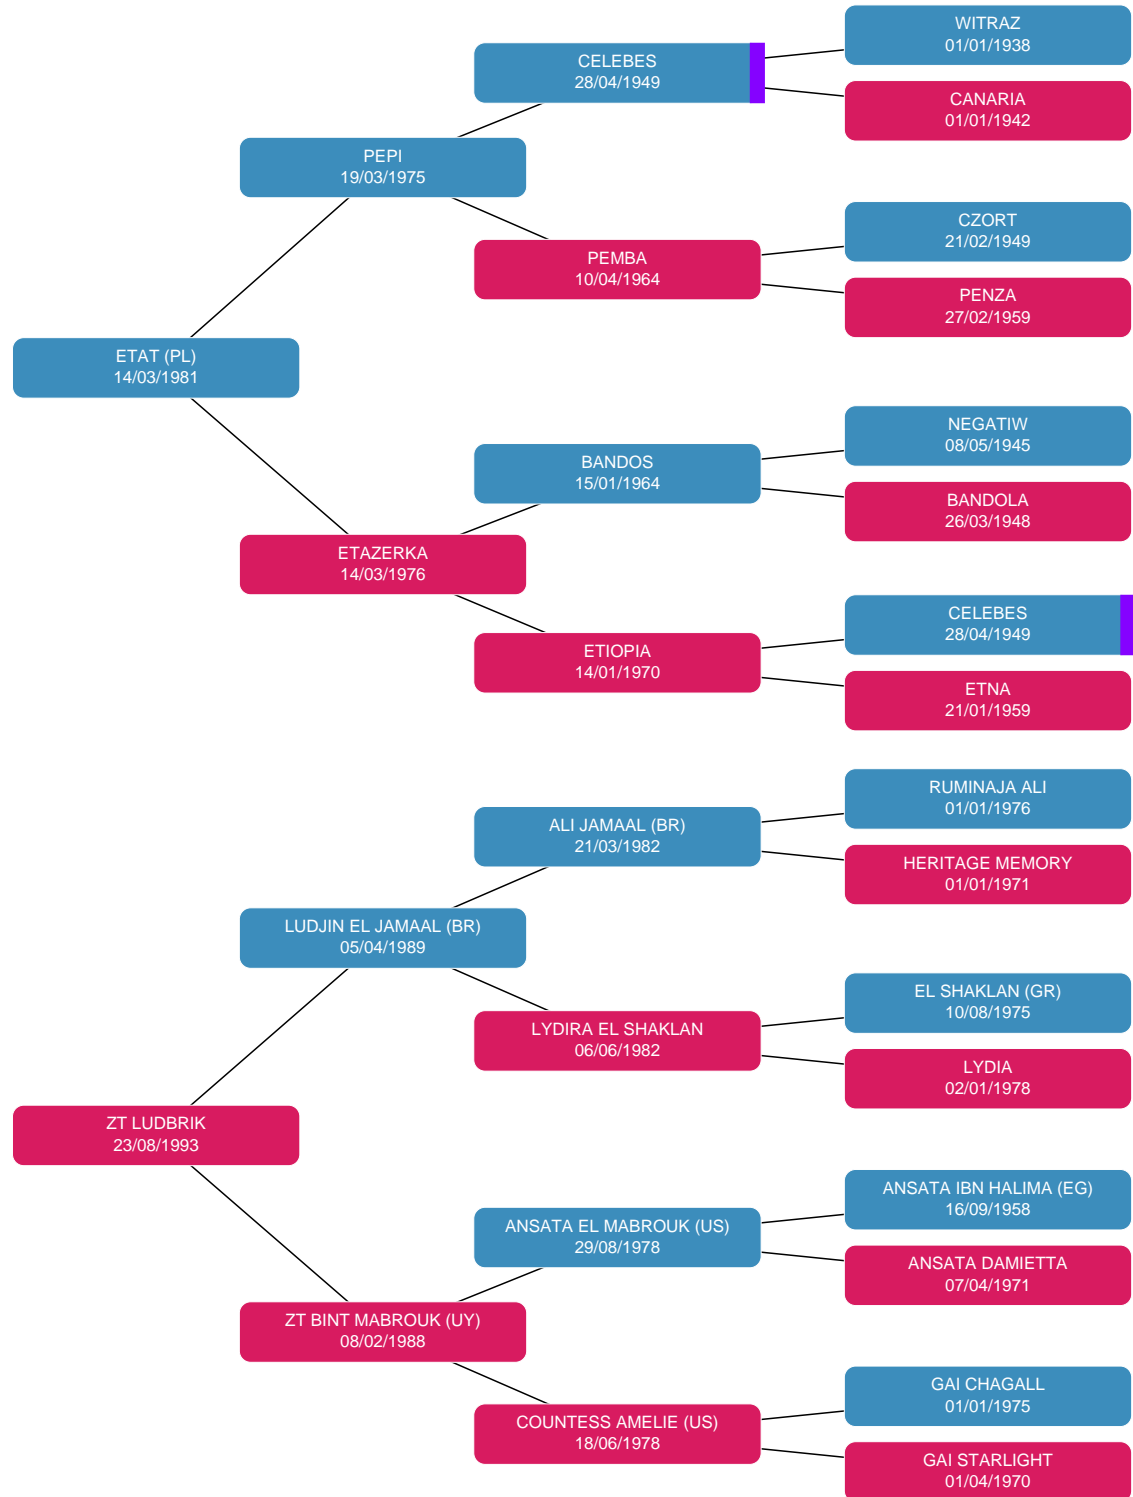 WITRAZ
01/01/1938
CELEBES
28/04/1949
CANARIA
01/01/1942
PEPI
19/03/1975
CZORT
21/02/1949
PEMBA
10/04/1964
PENZA
27/02/1959
ETAT (PL)
14/03/1981
NEGATIW
08/05/1945
BANDOS
15/01/1964
BANDOLA
26/03/1948
ETAZERKA
14/03/1976
CELEBES
28/04/1949
ETIOPIA
14/01/1970
ETNA
21/01/1959
RUMINAJA ALI
01/01/1976
ALI JAMAAL (BR)
21/03/1982
HERITAGE MEMORY
01/01/1971
LUDJIN EL JAMAAL (BR)
05/04/1989
EL SHAKLAN (GR)
10/08/1975
LYDIRA EL SHAKLAN
06/06/1982
LYDIA
02/01/1978
ZT LUDBRIK
23/08/1993
ANSATA IBN HALIMA (EG)
16/09/1958
ANSATA EL MABROUK (US)
29/08/1978
ANSATA DAMIETTA
07/04/1971
ZT BINT MABROUK (UY)
08/02/1988
GAI CHAGALL
01/01/1975
COUNTESS AMELIE (US)
18/06/1978
GAI STARLIGHT
01/04/1970